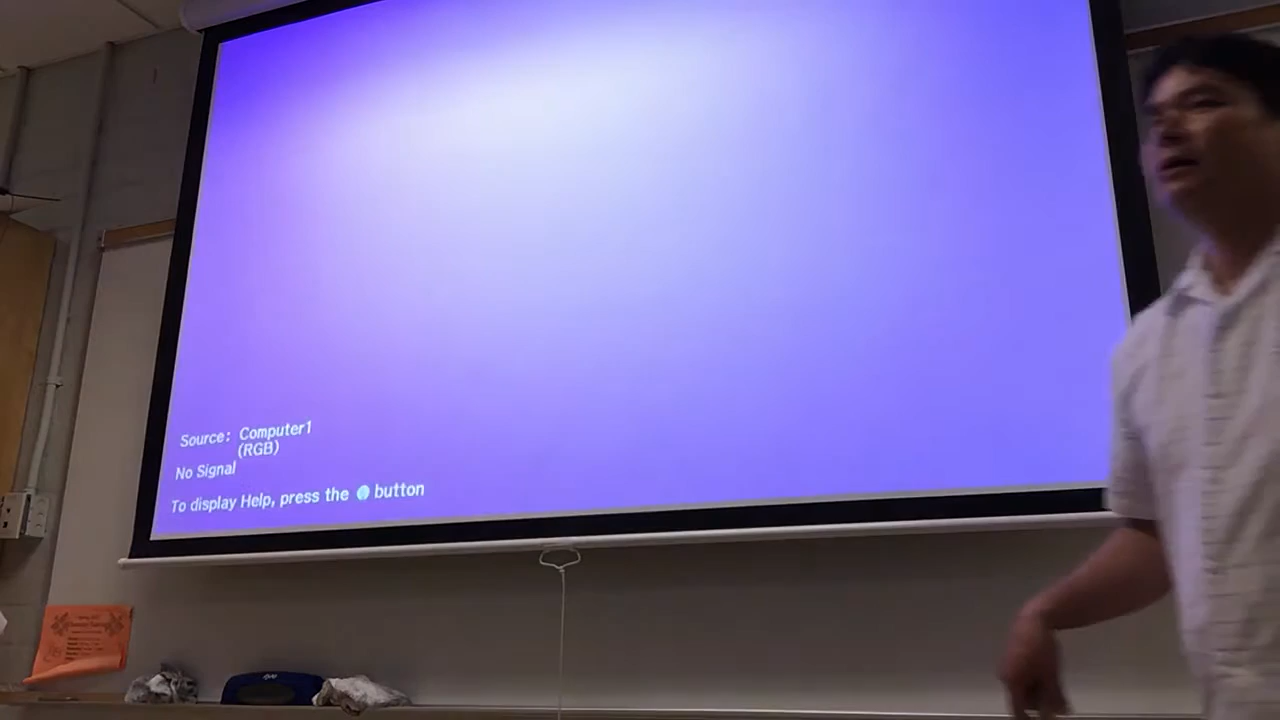 Source: Computer1
(RGB)
No Signal
To display Help, press the button